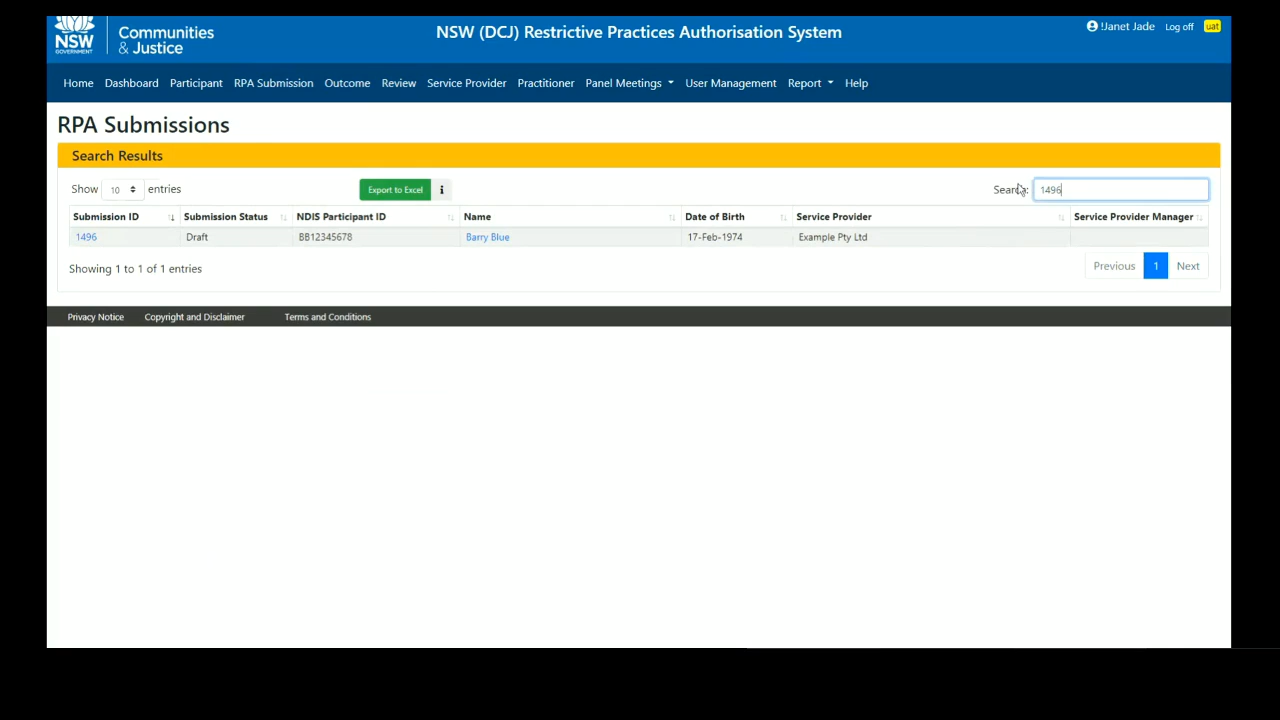 NSW GOVERNMENT
Communities & Justice
NSW (DCJ) Restrictive Practices Authorisation System
!Janet Jade Log off uat
Home Dashboard Participant RPA Submission Outcome Review Service Provider Practitioner Panel Meetings User Management Report Help
RPA Submissions
Search Results
Show 10 entries Export to Excel i Search: 1496
Submission ID Submission Status NDIS Participant ID Name Date of Birth Service Provider Service Provider Manager
1496 Draft BB12345678 Barry Blue 17-Feb-1974 Example Pty Ltd
Showing 1 to 1 of 1 entries Previous 1 Next
Privacy Notice Copyright and Disclaimer Terms and Conditions